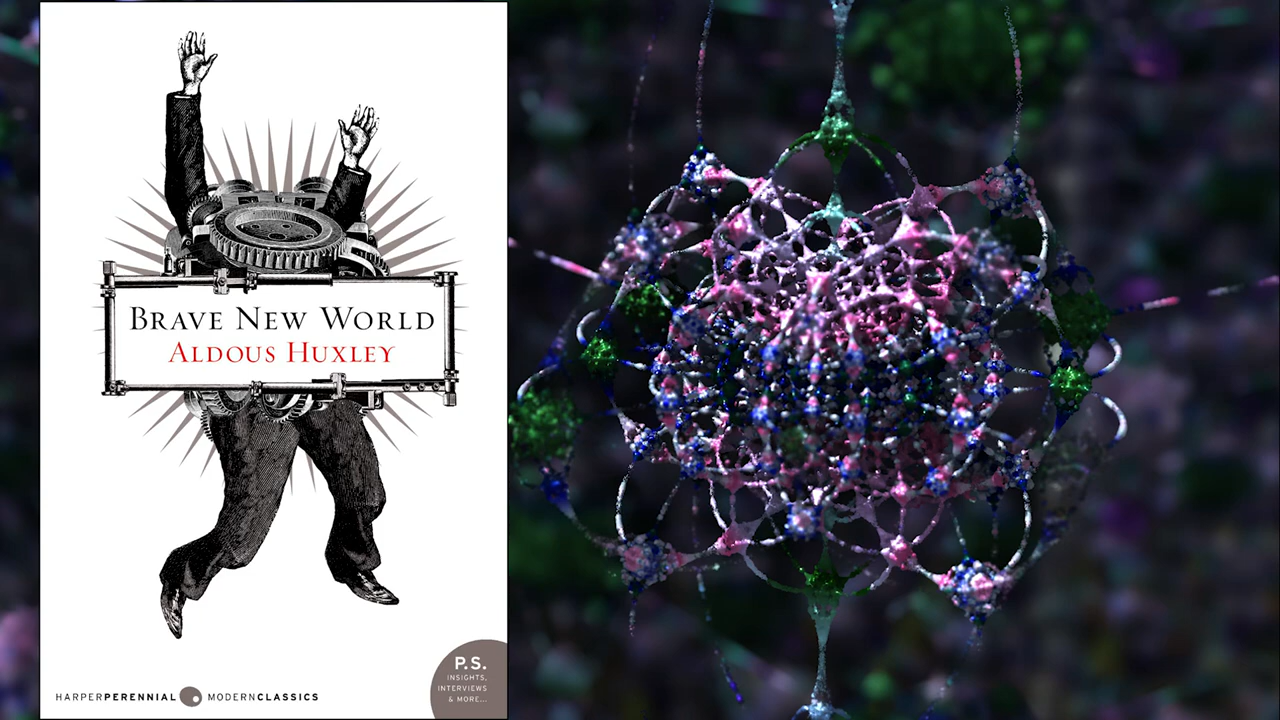 BRAVE NEW WORLD
ALDOUS HUXLEY
P.S.
INSIGHTS,
INTERVIEWS
& MORE...
HARPERPERENNIAL MODERNCLASSICS